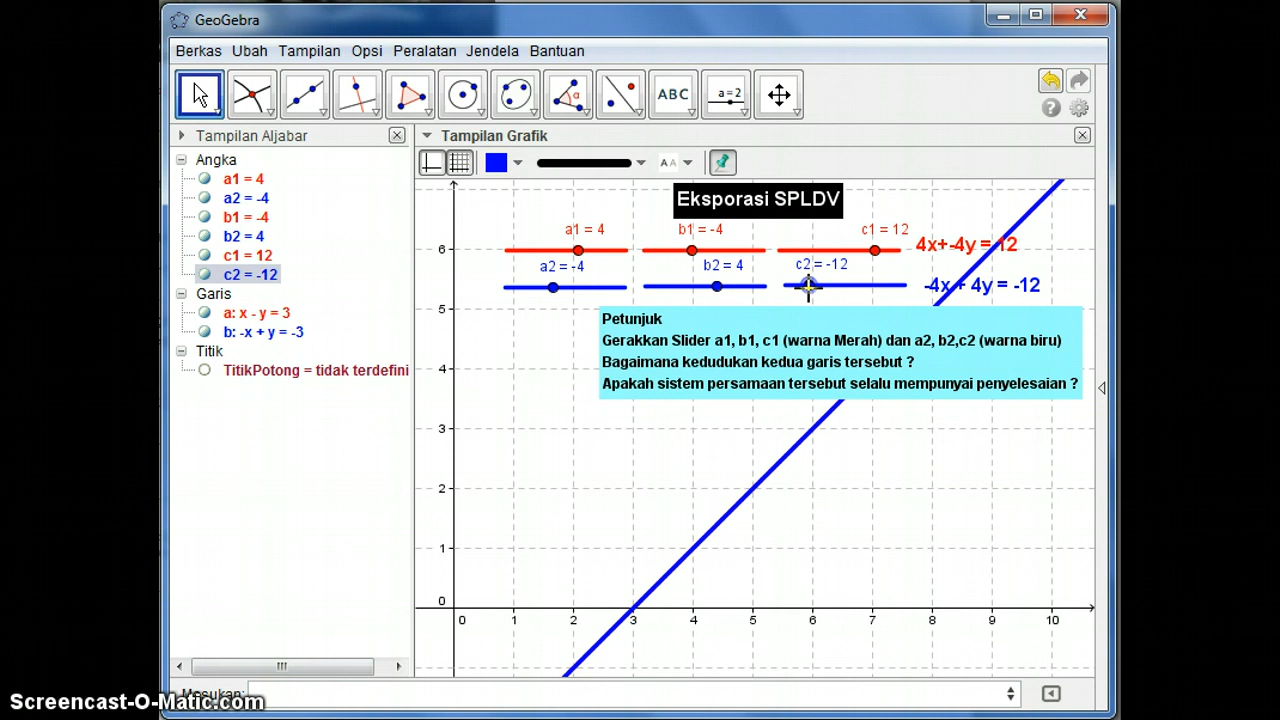 GeoGebra
Berkas Ubah Tampilan Opsi Peralatan Jendela Bantuan
ABC
a=2
Tampilan Aljabar
Angka
a1 = 4
a2 = -4
b1 = -4
b2 = 4
c1 = 12
c2 = -12
Garis
a: x - y = 3
b: -x + y = -3
Titik
TitikPotong = tidak terdefini
Tampilan Grafik
A A
Eksporasi SPLDV
a1 = 4 b1 = -4 c1 = 12
4x+-4y = 12
a2 = -4 b2 = 4 c2 = -12
-4x + 4y = -12
Petunjuk
Gerakkan Slider a1, b1, c1 (warna Merah) dan a2, b2,c2 (warna biru)
Bagaimana kedudukan kedua garis tersebut ?
Apakah sistem persamaan tersebut selalu mempunyai penyelesaian ?
6
5
4
3
2
1
0
0 1 2 3 4 5 6 7 8 9 10
Masukan:
Screencast-O-Matic.com